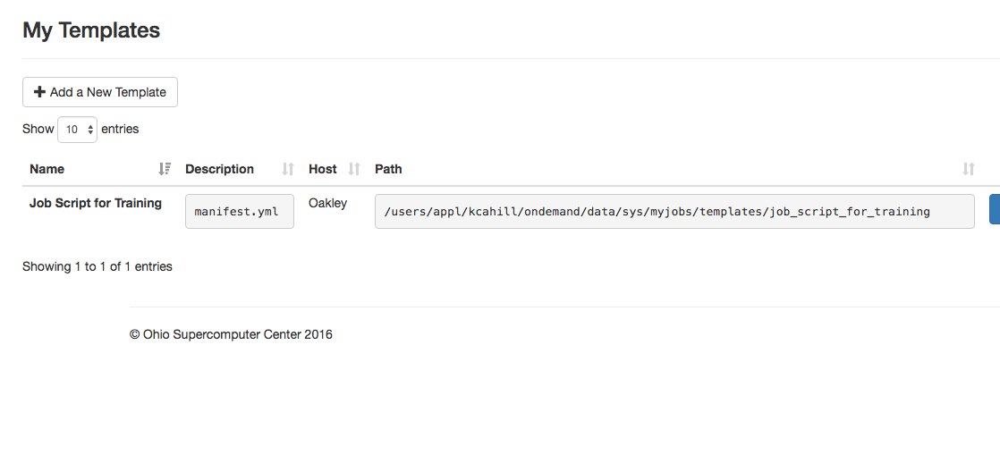 My Templates
Add a New Template
Show 10 entries
Name Description Host Path
Job Script for Training manifest.yml Oakley /users/appl/kcahill/ondemand/data/sys/myjobs/templates/job_script_for_training
Showing 1 to 1 of 1 entries
© Ohio Supercomputer Center 2016